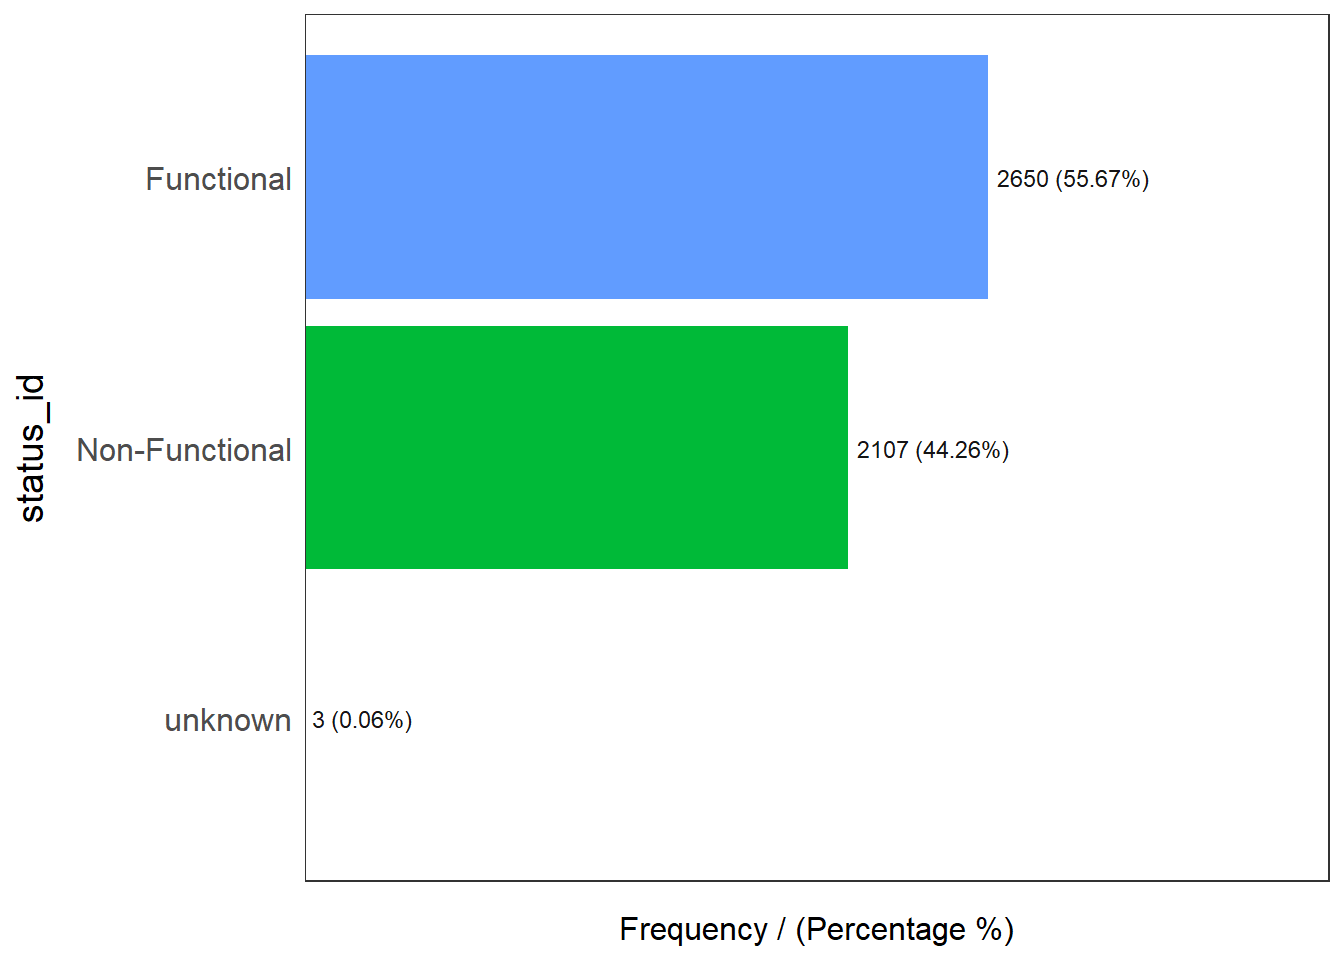 Functional
2650 (55.67%)
Non-Functional
2107 (44.26%)
unknown
3 (0.06%)
status_id
Frequency / (Percentage %)